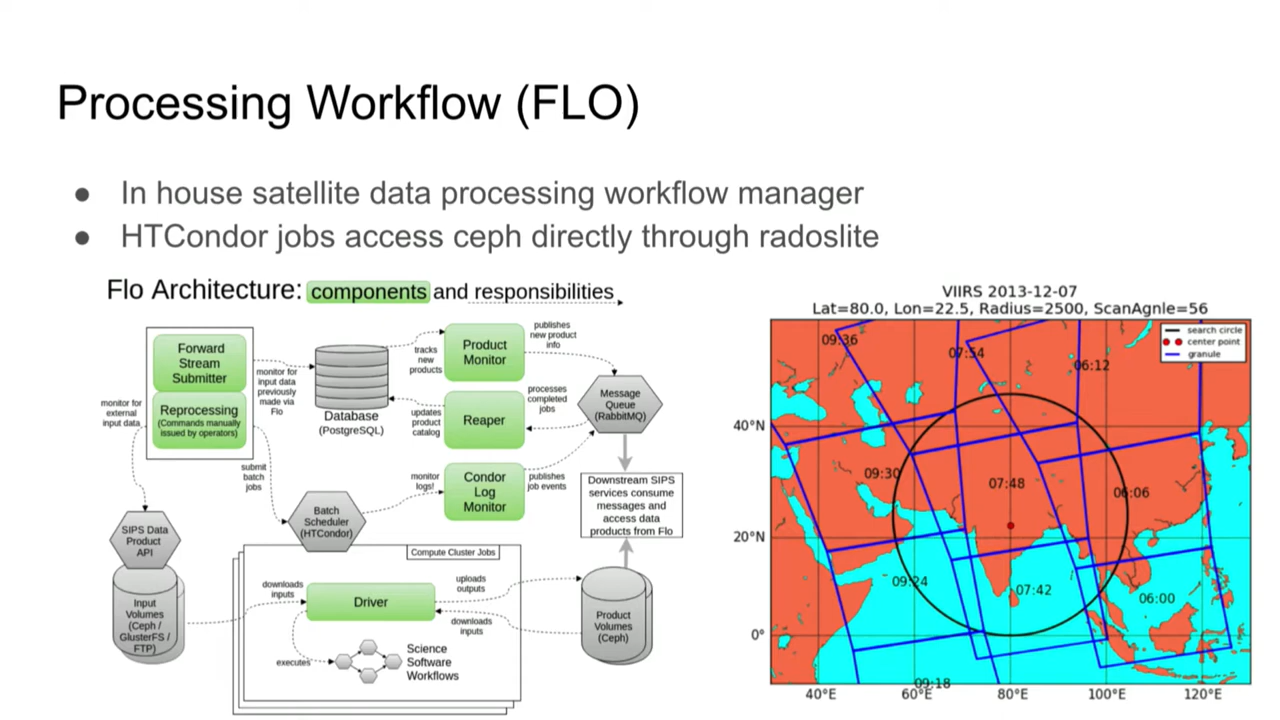 Processing Workflow (FLO)
● In house satellite data processing workflow manager
● HTCondor jobs access ceph directly through radoslite
Flo Architecture: components and responsibilities
Forward
Stream
Submitter
Reprocessing
(Commands manually
issued by operators)
monitor for
external
input data
monitor for
input data
previously
made via
Flo
submit
batch
jobs
Database
(PostgreSQL)
tracks
new
products
Product
Monitor
publishes
new product
info
updates
product
catalog
Reaper
processes
completed
jobs
Message
Queue
(RabbitMQ)
monitor
logs!
Condor
Log
Monitor
publishes
job events
Downstream SIPS
services consume
messages and
access data
products from Flo
Batch
Scheduler
(HTCondor)
SIPS Data
Product
API
Input
Volumes
(Ceph /
GlusterFS /
FTP)
Compute Cluster Jobs
downloads
inputs
Driver
uploads
outputs
downloads
inputs
executes
Science
Software
Workflows
Product
Volumes
(Ceph)
VIIRS 2013-12-07
Lat=80.0, Lon=22.5, Radius=2500, ScanAgnle=56
search circle
center point
granule
09:36
07:54
06:12
09:30
07:48
06:06
09:24
07:42
06:00
09:18
40°N
20°N
0°
40°E
60°E
80°E
100°E
120°E